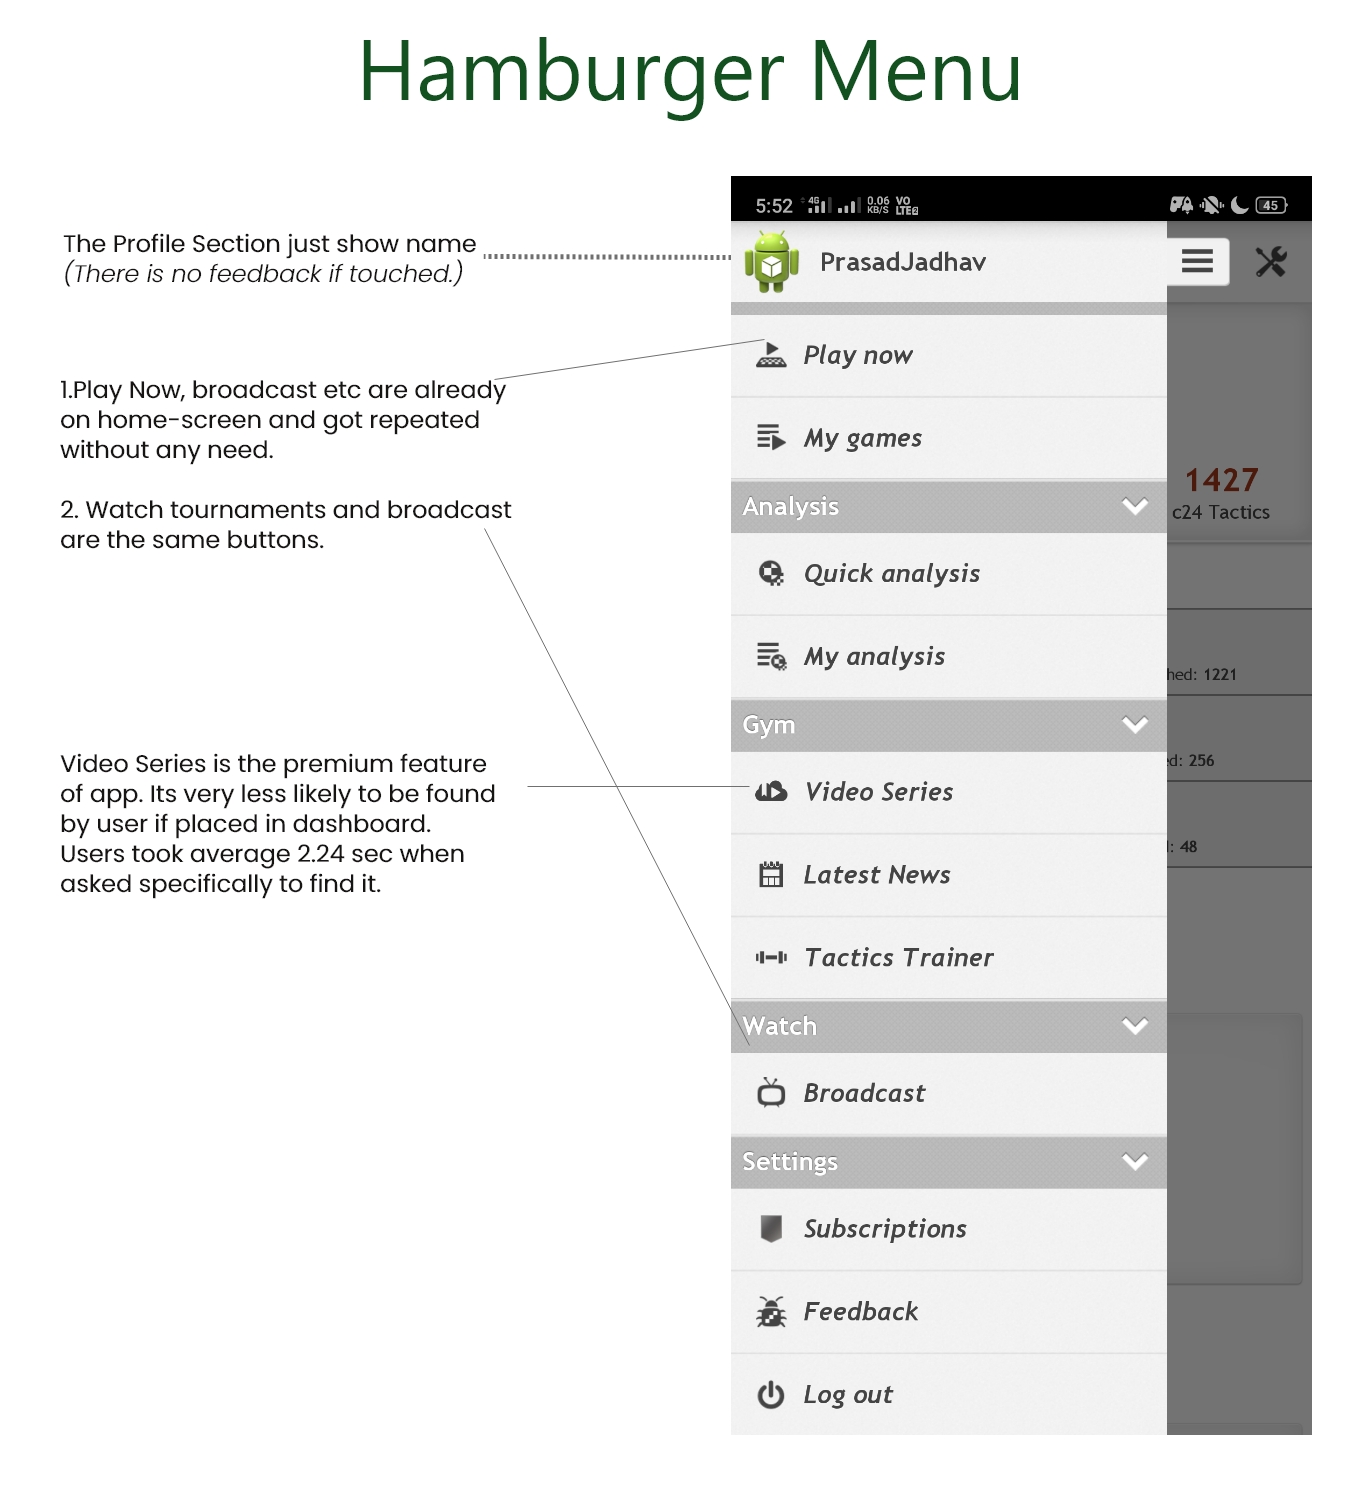 Hamburger Menu
The Profile Section just show name
(There is no feedback if touched.)
1.Play Now, broadcast etc are already
on home-screen and got repeated
without any need.
2. Watch tournaments and broadcast
are the same buttons.
Video Series is the premium feature
of app. Its very less likely to be found
by user if placed in dashboard.
Users took average 2.24 sec when
asked specifically to find it.
5:52 4G 0.06 KB/S VO LTE2 45
PrasadJadhav
Play now
My games
Analysis
Quick analysis
My analysis
Gym
Video Series
Latest News
Tactics Trainer
Watch
Broadcast
Settings
Subscriptions
Feedback
Log out
1427
c24 Tactics
hed: 1221
d: 256
: 48